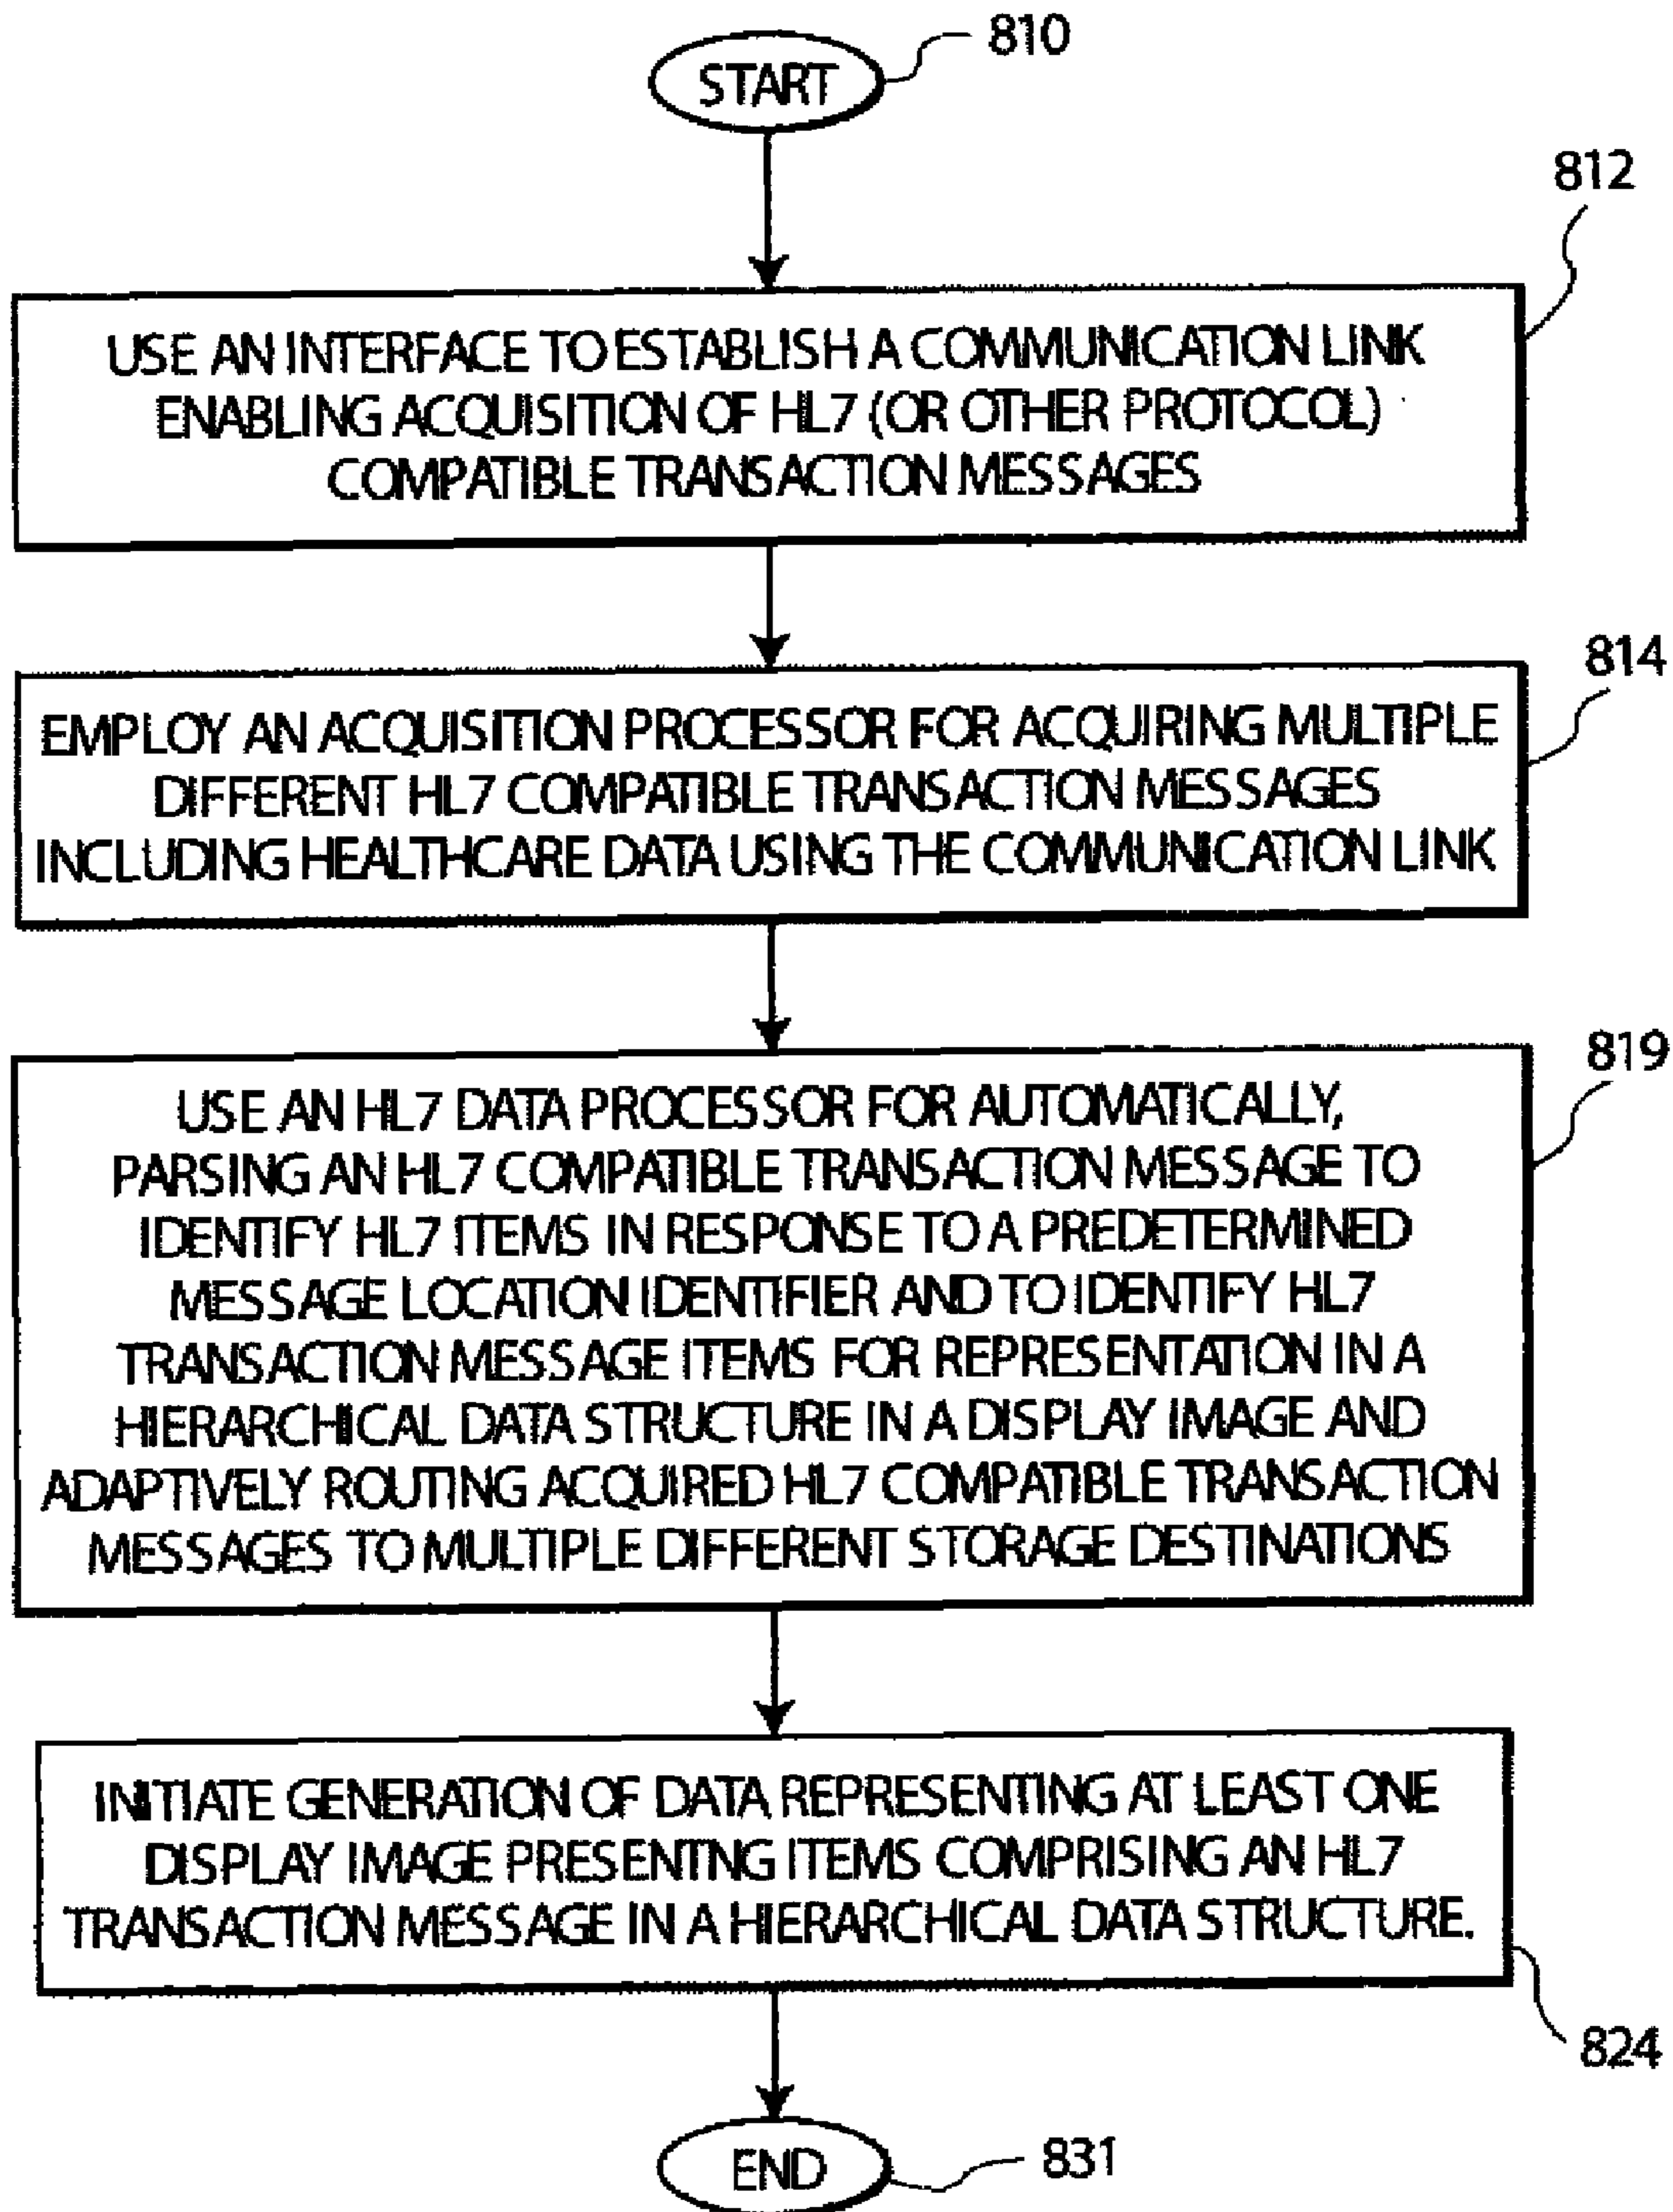 START
810
812
USE AN INTERFACE TO ESTABLISH A COMMUNICATION LINK
ENABLING ACQUISITION OF HL7 (OR OTHER PROTOCOL)
COMPATIBLE TRANSACTION MESSAGES
814
EMPLOY AN ACQUISITION PROCESSOR FOR ACQUIRING MULTIPLE
DIFFERENT HL7 COMPATIBLE TRANSACTION MESSAGES
INCLUDING HEALTHCARE DATA USING THE COMMUNICATION LINK
819
USE AN HL7 DATA PROCESSOR FOR AUTOMATICALLY,
PARSING AN HL7 COMPATIBLE TRANSACTION MESSAGE TO
IDENTIFY HL7 ITEMS IN RESPONSE TO A PREDETERMINED
MESSAGE LOCATION IDENTIFIER AND TO IDENTIFY HL7
TRANSACTION MESSAGE ITEMS FOR REPRESENTATION IN A
HIERARCHICAL DATA STRUCTURE IN A DISPLAY IMAGE AND
ADAPTIVELY ROUTING ACQUIRED HL7 COMPATIBLE TRANSACTION
MESSAGES TO MULTIPLE DIFFERENT STORAGE DESTINATIONS
INITIATE GENERATION OF DATA REPRESENTING AT LEAST ONE
DISPLAY IMAGE PRESENTNG ITEMS COMPRISING AN HL7
TRANSACTION MESSAGE IN A HIERARCHICAL DATA STRUCTURE.
824
END
831